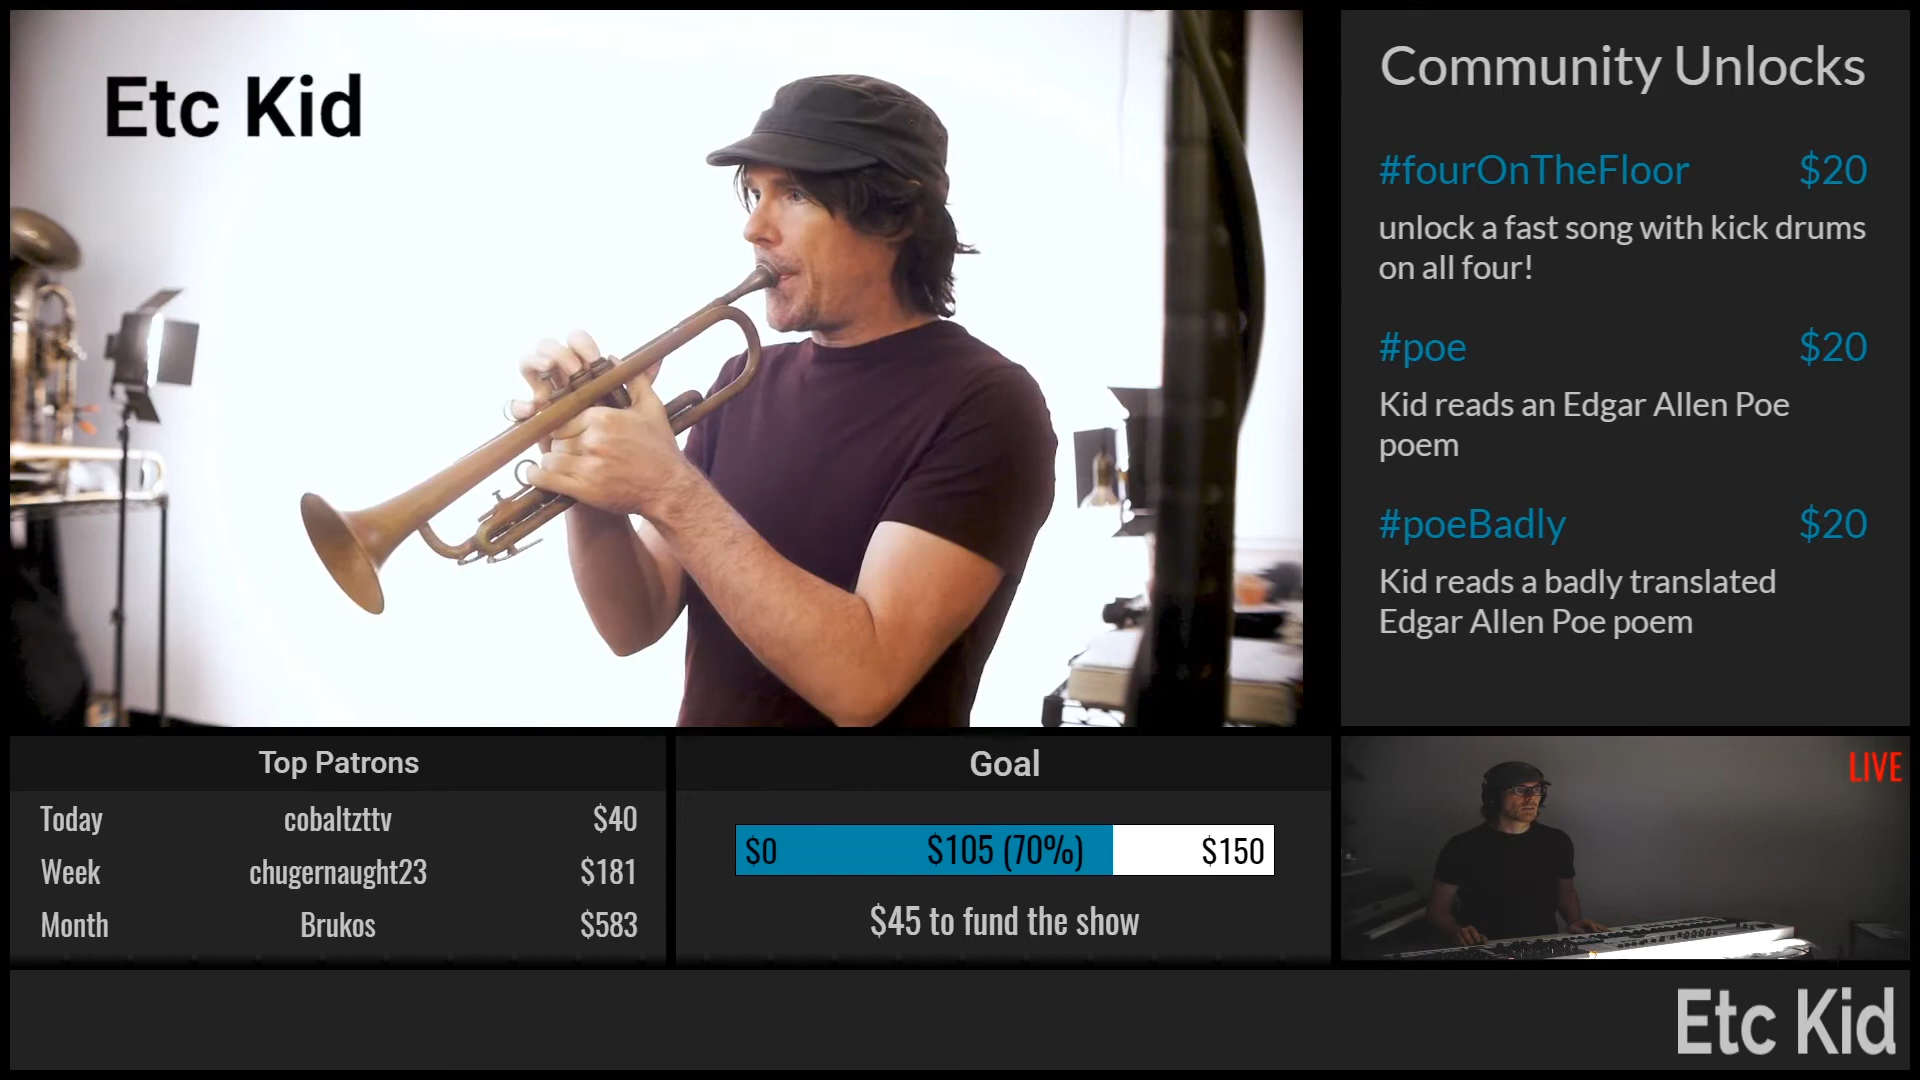 Etc Kid
Community Unlocks
#fourOnTheFloor $20
unlock a fast song with kick drums
on all four!
#poe $20
Kid reads an Edgar Allen Poe
poem
#poeBadly $20
Kid reads a badly translated
Edgar Allen Poe poem
Top Patrons
Today cobaltzttv $40
Week chugernaught23 $181
Month Brukos $583
Goal
$0 $105 (70%) $150
$45 to fund the show
LIVE
Etc Kid